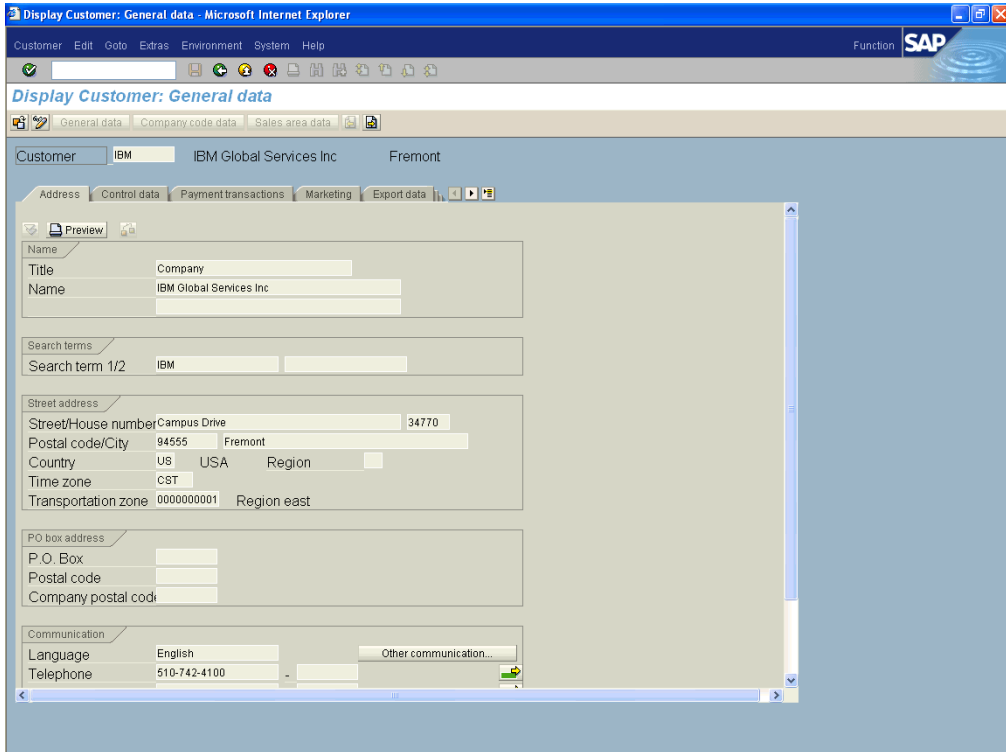 Display Customer: General data - Microsoft Internet Explorer
Customer Edit Goto Extras Environment System Help Function SAP
Display Customer: General data
General data Company code data Sales area data
Customer IBM IBM Global Services Inc Fremont
Address Control data Payment transactions Marketing Export data
Preview
Name
Title Company
Name IBM Global Services Inc
Search terms
Search term 1/2 IBM
Street address
Street/House number Campus Drive 34770
Postal code/City 94555 Fremont
Country US USA Region
Time zone CST
Transportation zone 0000000001 Region east
PO box address
P.O. Box
Postal code
Company postal code
Communication
Language English Other communication...
Telephone 510-742-4100 -